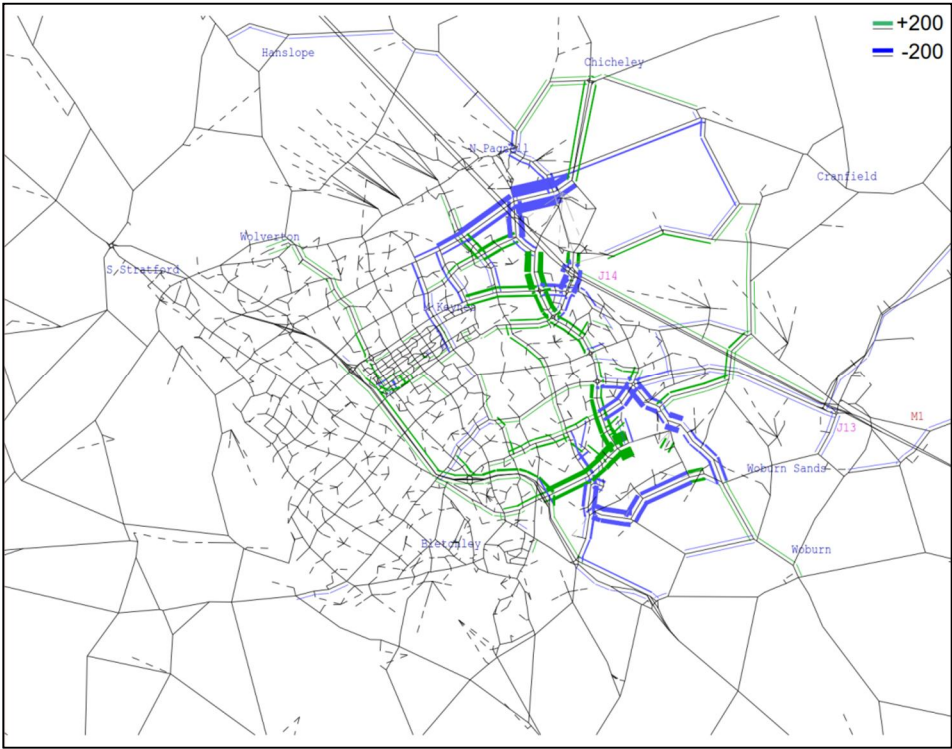 +200
-200
Hanslope
Chicheley
N Pagnell
Cranfield
Wolverton
S.Stratford
J14
M Keynes
M1
J13
Woburn Sands
Woburn
Bletchley